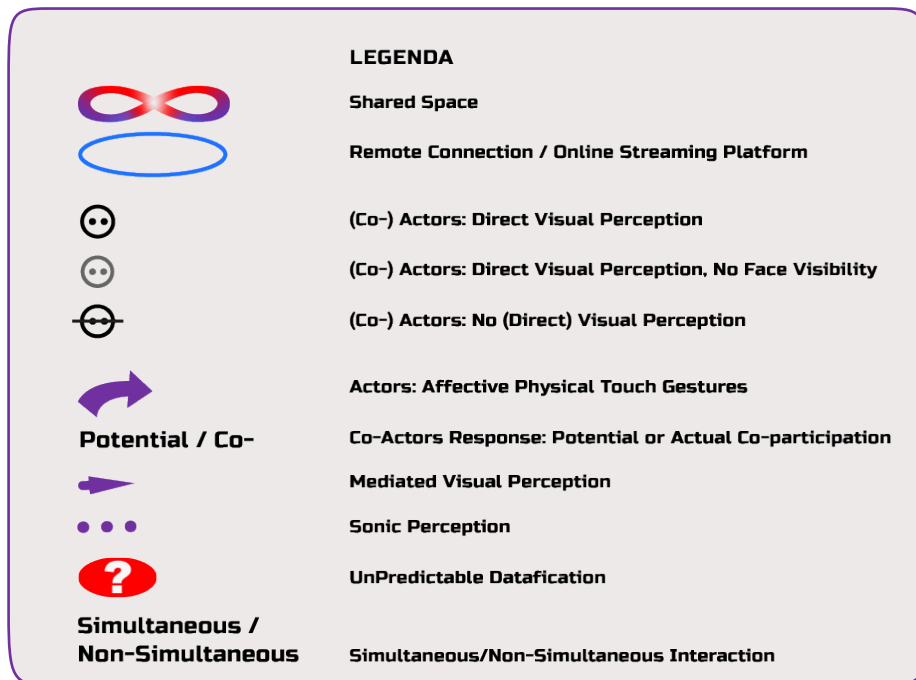 LEGENDA
Shared Space
Remote Connection / Online Streaming Platform
(Co-) Actors: Direct Visual Perception
(Co-) Actors: Direct Visual Perception, No Face Visibility
(Co-) Actors: No (Direct) Visual Perception
Actors: Affective Physical Touch Gestures
Potential / Co-
Co-Actors Response: Potential or Actual Co-participation
Mediated Visual Perception
Sonic Perception
?
UnPredictable Datafication
Simultaneous /
Non-Simultaneous
Simultaneous/Non-Simultaneous Interaction